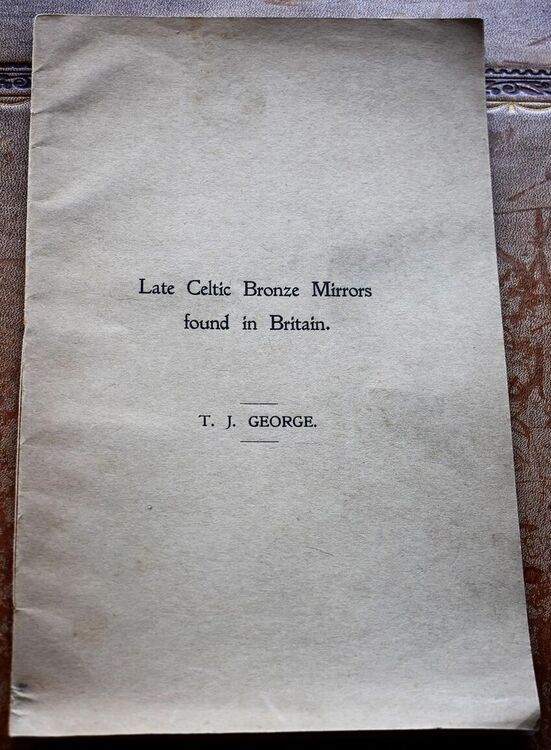 Late Celtic Bronze Mirrors
found in Britain.
T. J. GEORGE.